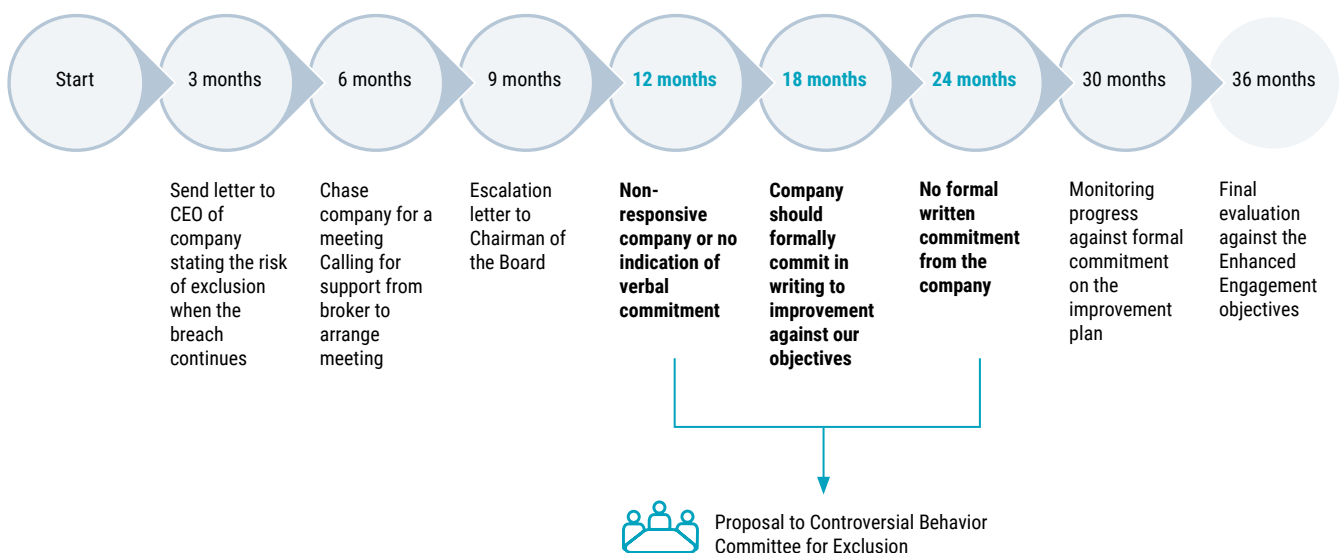 Start
3 months
6 months
9 months
12 months
18 months
24 months
30 months
36 months
Send letter to
CEO of
company
stating the risk
of exclusion
when the
breach
continues
Chase
company for a
meeting
Calling for
support from
broker to
arrange
meeting
Escalation
letter to
Chairman of
the Board
Non-
responsive
company or no
indication of
verbal
commitment
Company
should
formally
commit in
writing to
improvement
against our
objectives
No formal
written
commitment
from the
company
Monitoring
progress
against formal
commitment
on the
improvement
plan
Final
evaluation
against the
Enhanced
Engagement
objectives
Proposal to Controversial Behavior
Committee for Exclusion